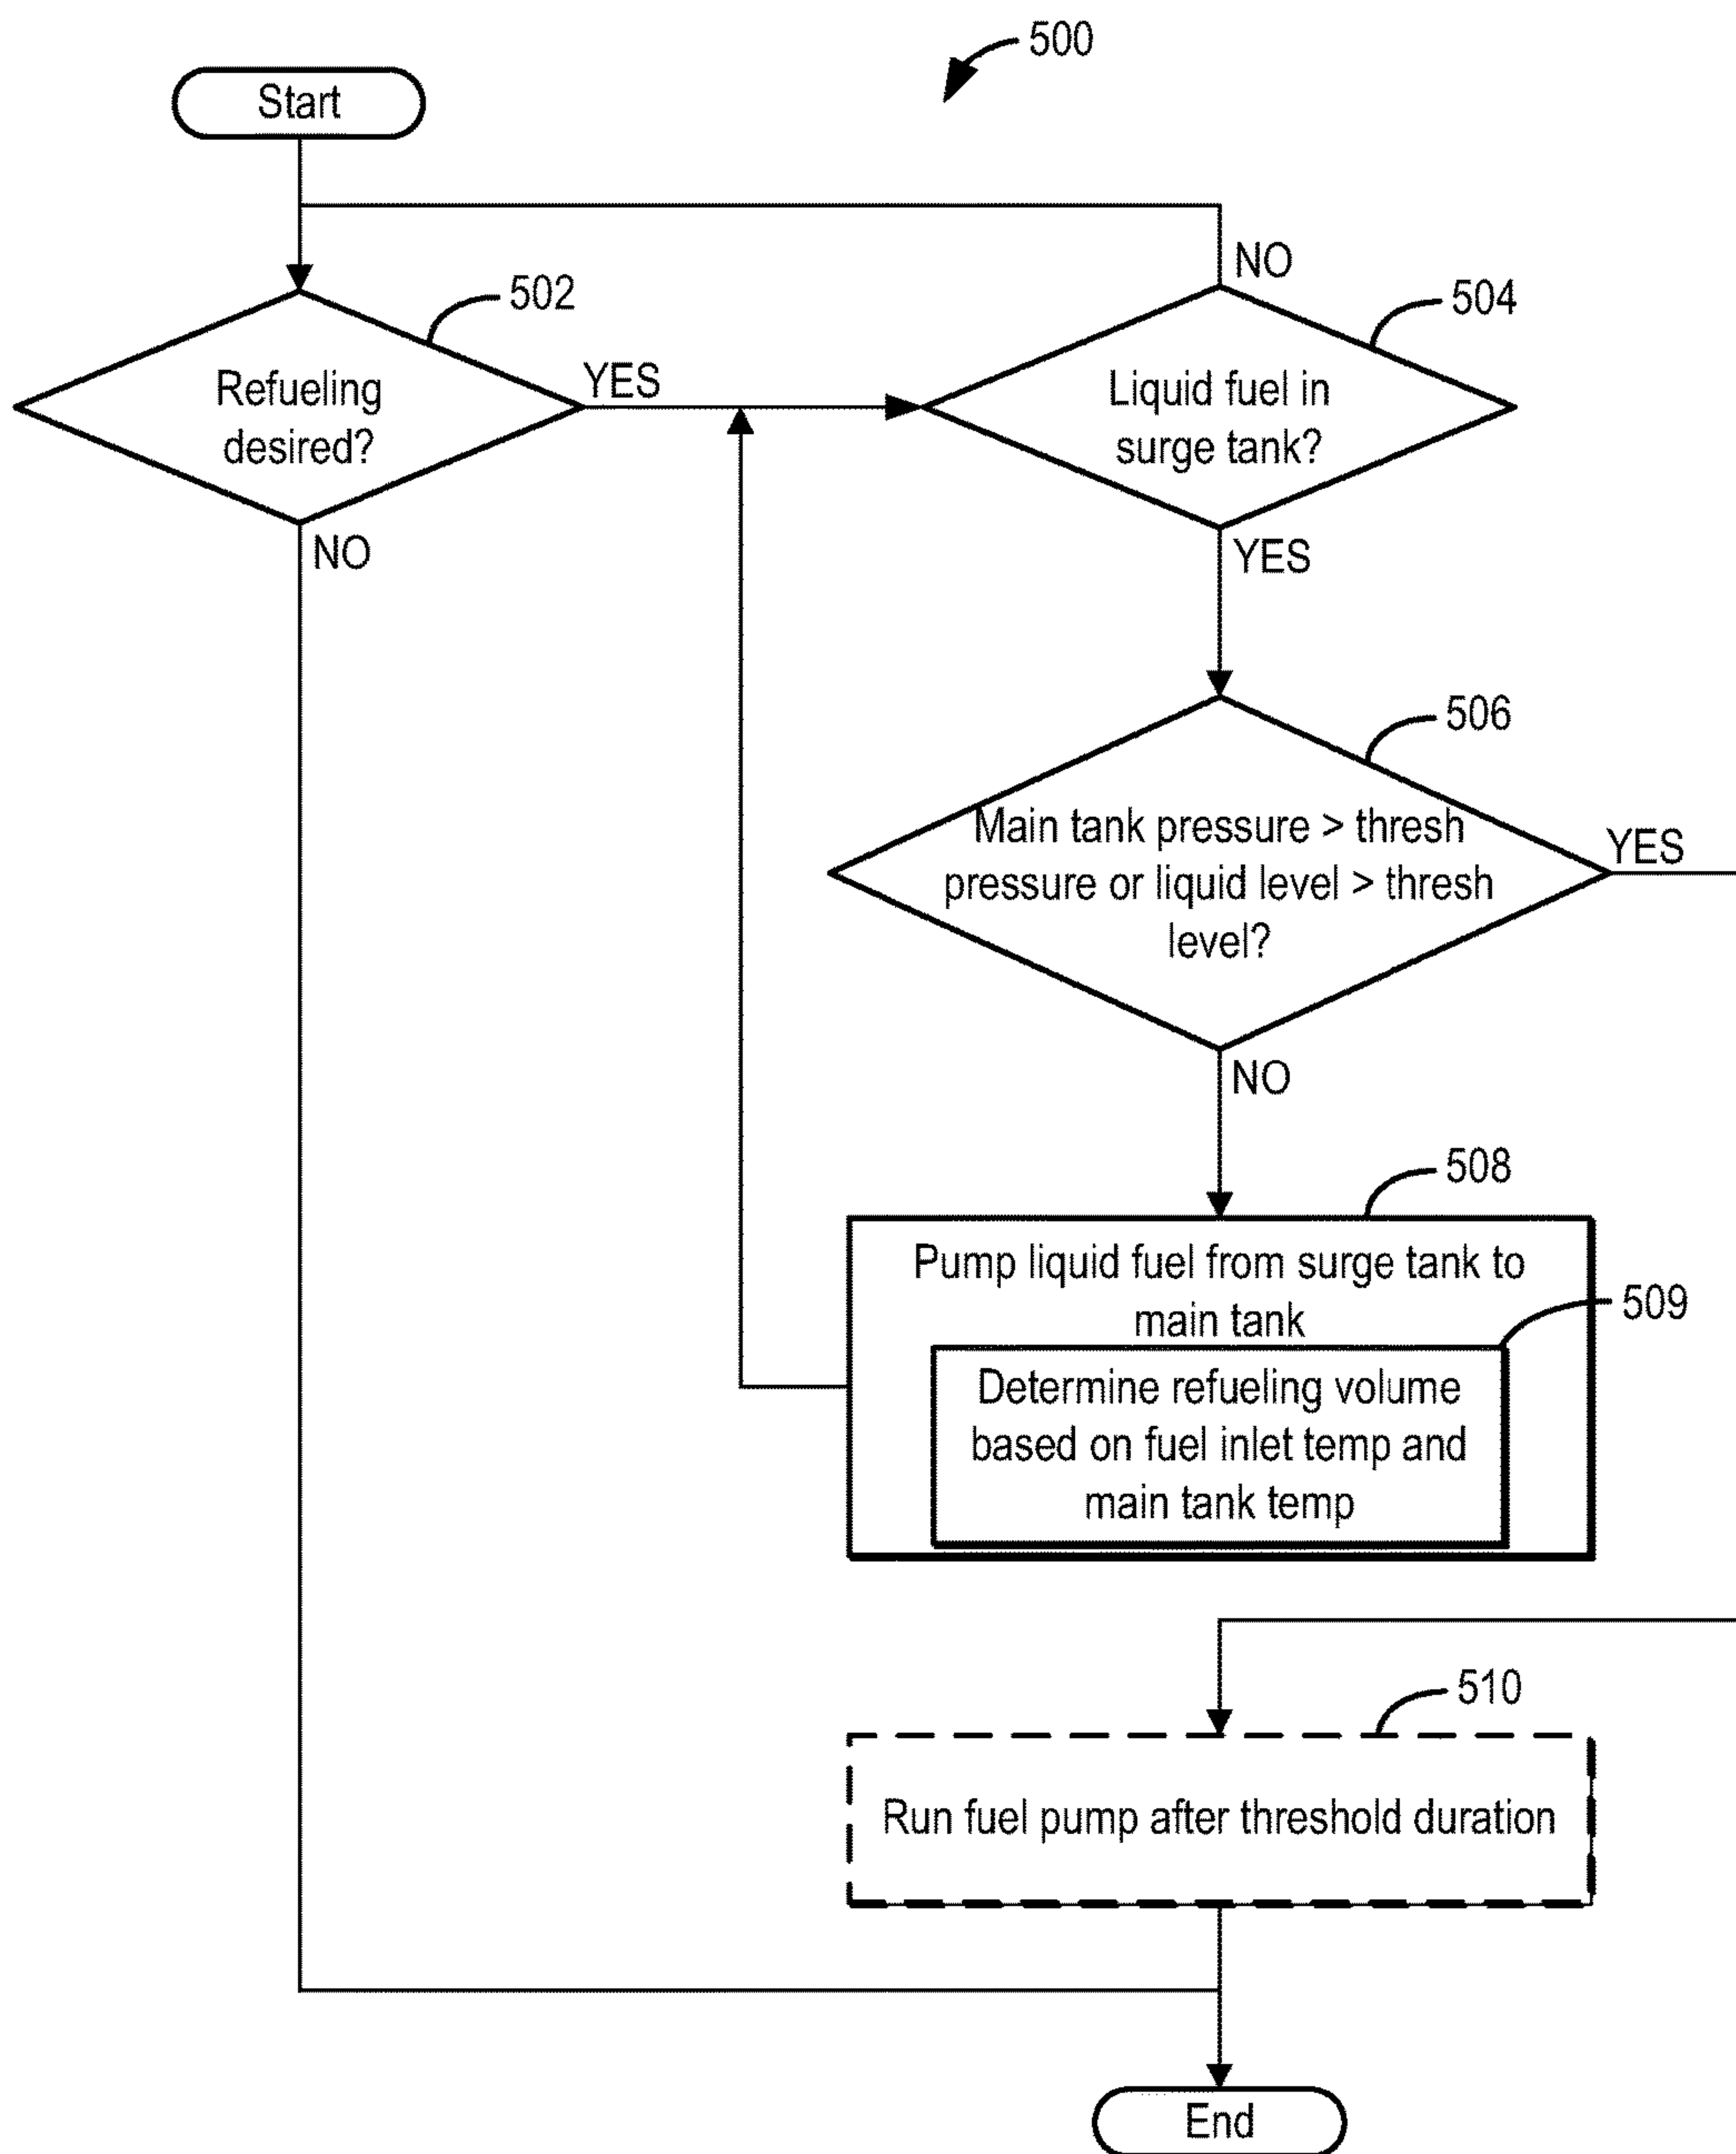 500
Start
NO
502
504
Refueling
desired?
YES
Liquid fuel in
surge tank?
NO
YES
506
Main tank pressure > thresh
pressure or liquid level > thresh
level?
YES
NO
508
Pump liquid fuel from surge tank to
main tank
509
Determine refueling volume
based on fuel inlet temp and
main tank temp
510
Run fuel pump after threshold duration
End